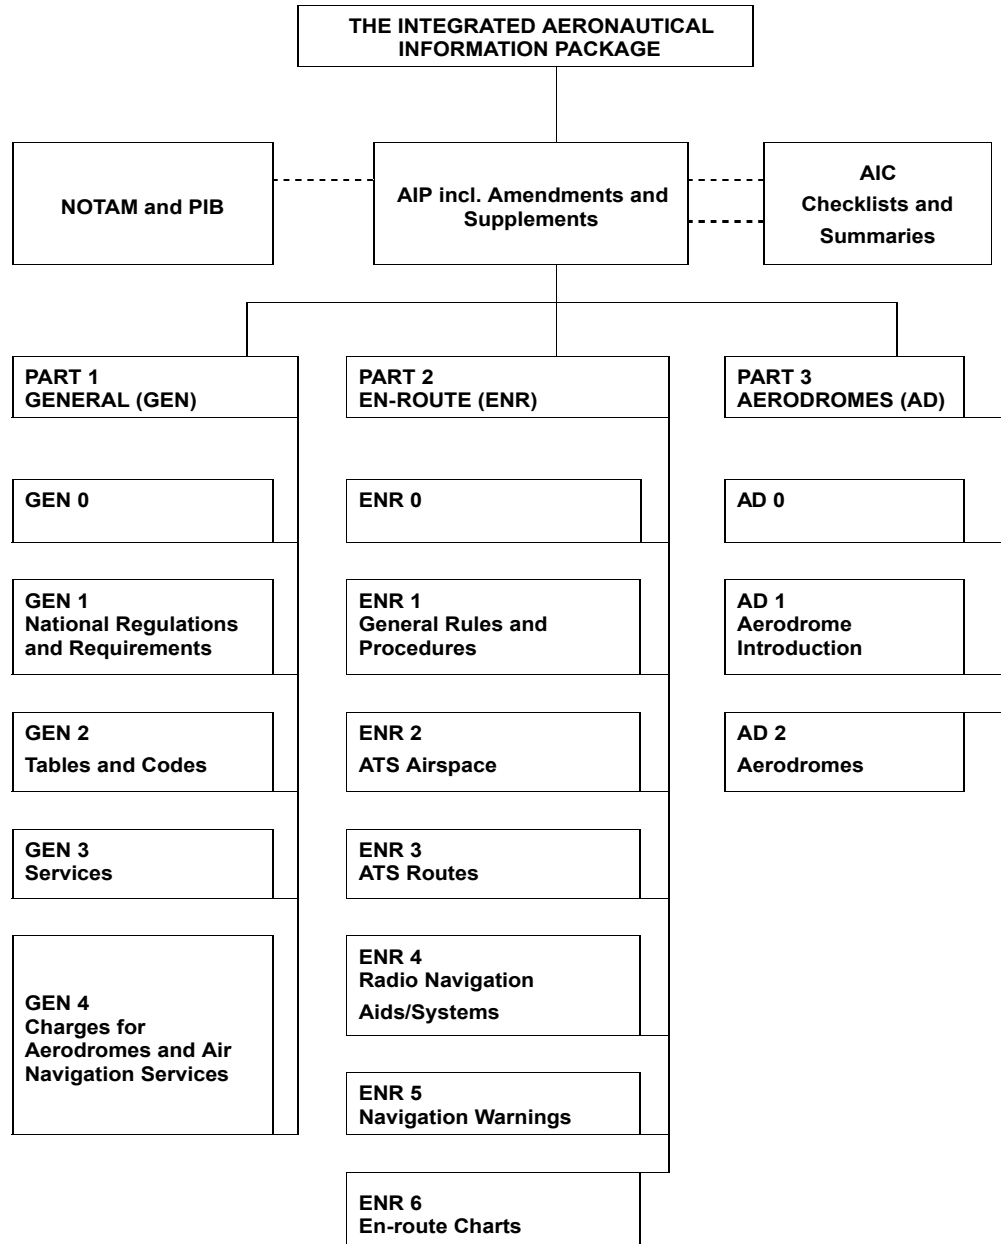 THE INTEGRATED AERONAUTICAL
INFORMATION PACKAGE
NOTAM and PIB
AIP incl. Amendments and
Supplements
AIC
Checklists and
Summaries
PART 1
GENERAL (GEN)
GEN 0
GEN 1
National Regulations
and Requirements
GEN 2
Tables and Codes
GEN 3
Services
GEN 4
Charges for
Aerodromes and Air
Navigation Services
PART 2
EN-ROUTE (ENR)
ENR 0
ENR 1
General Rules and
Procedures
ENR 2
ATS Airspace
ENR 3
ATS Routes
ENR 4
Radio Navigation
Aids/Systems
ENR 5
Navigation Warnings
ENR 6
En-route Charts
PART 3
AERODROMES (AD)
AD 0
AD 1
Aerodrome
Introduction
AD 2
Aerodromes